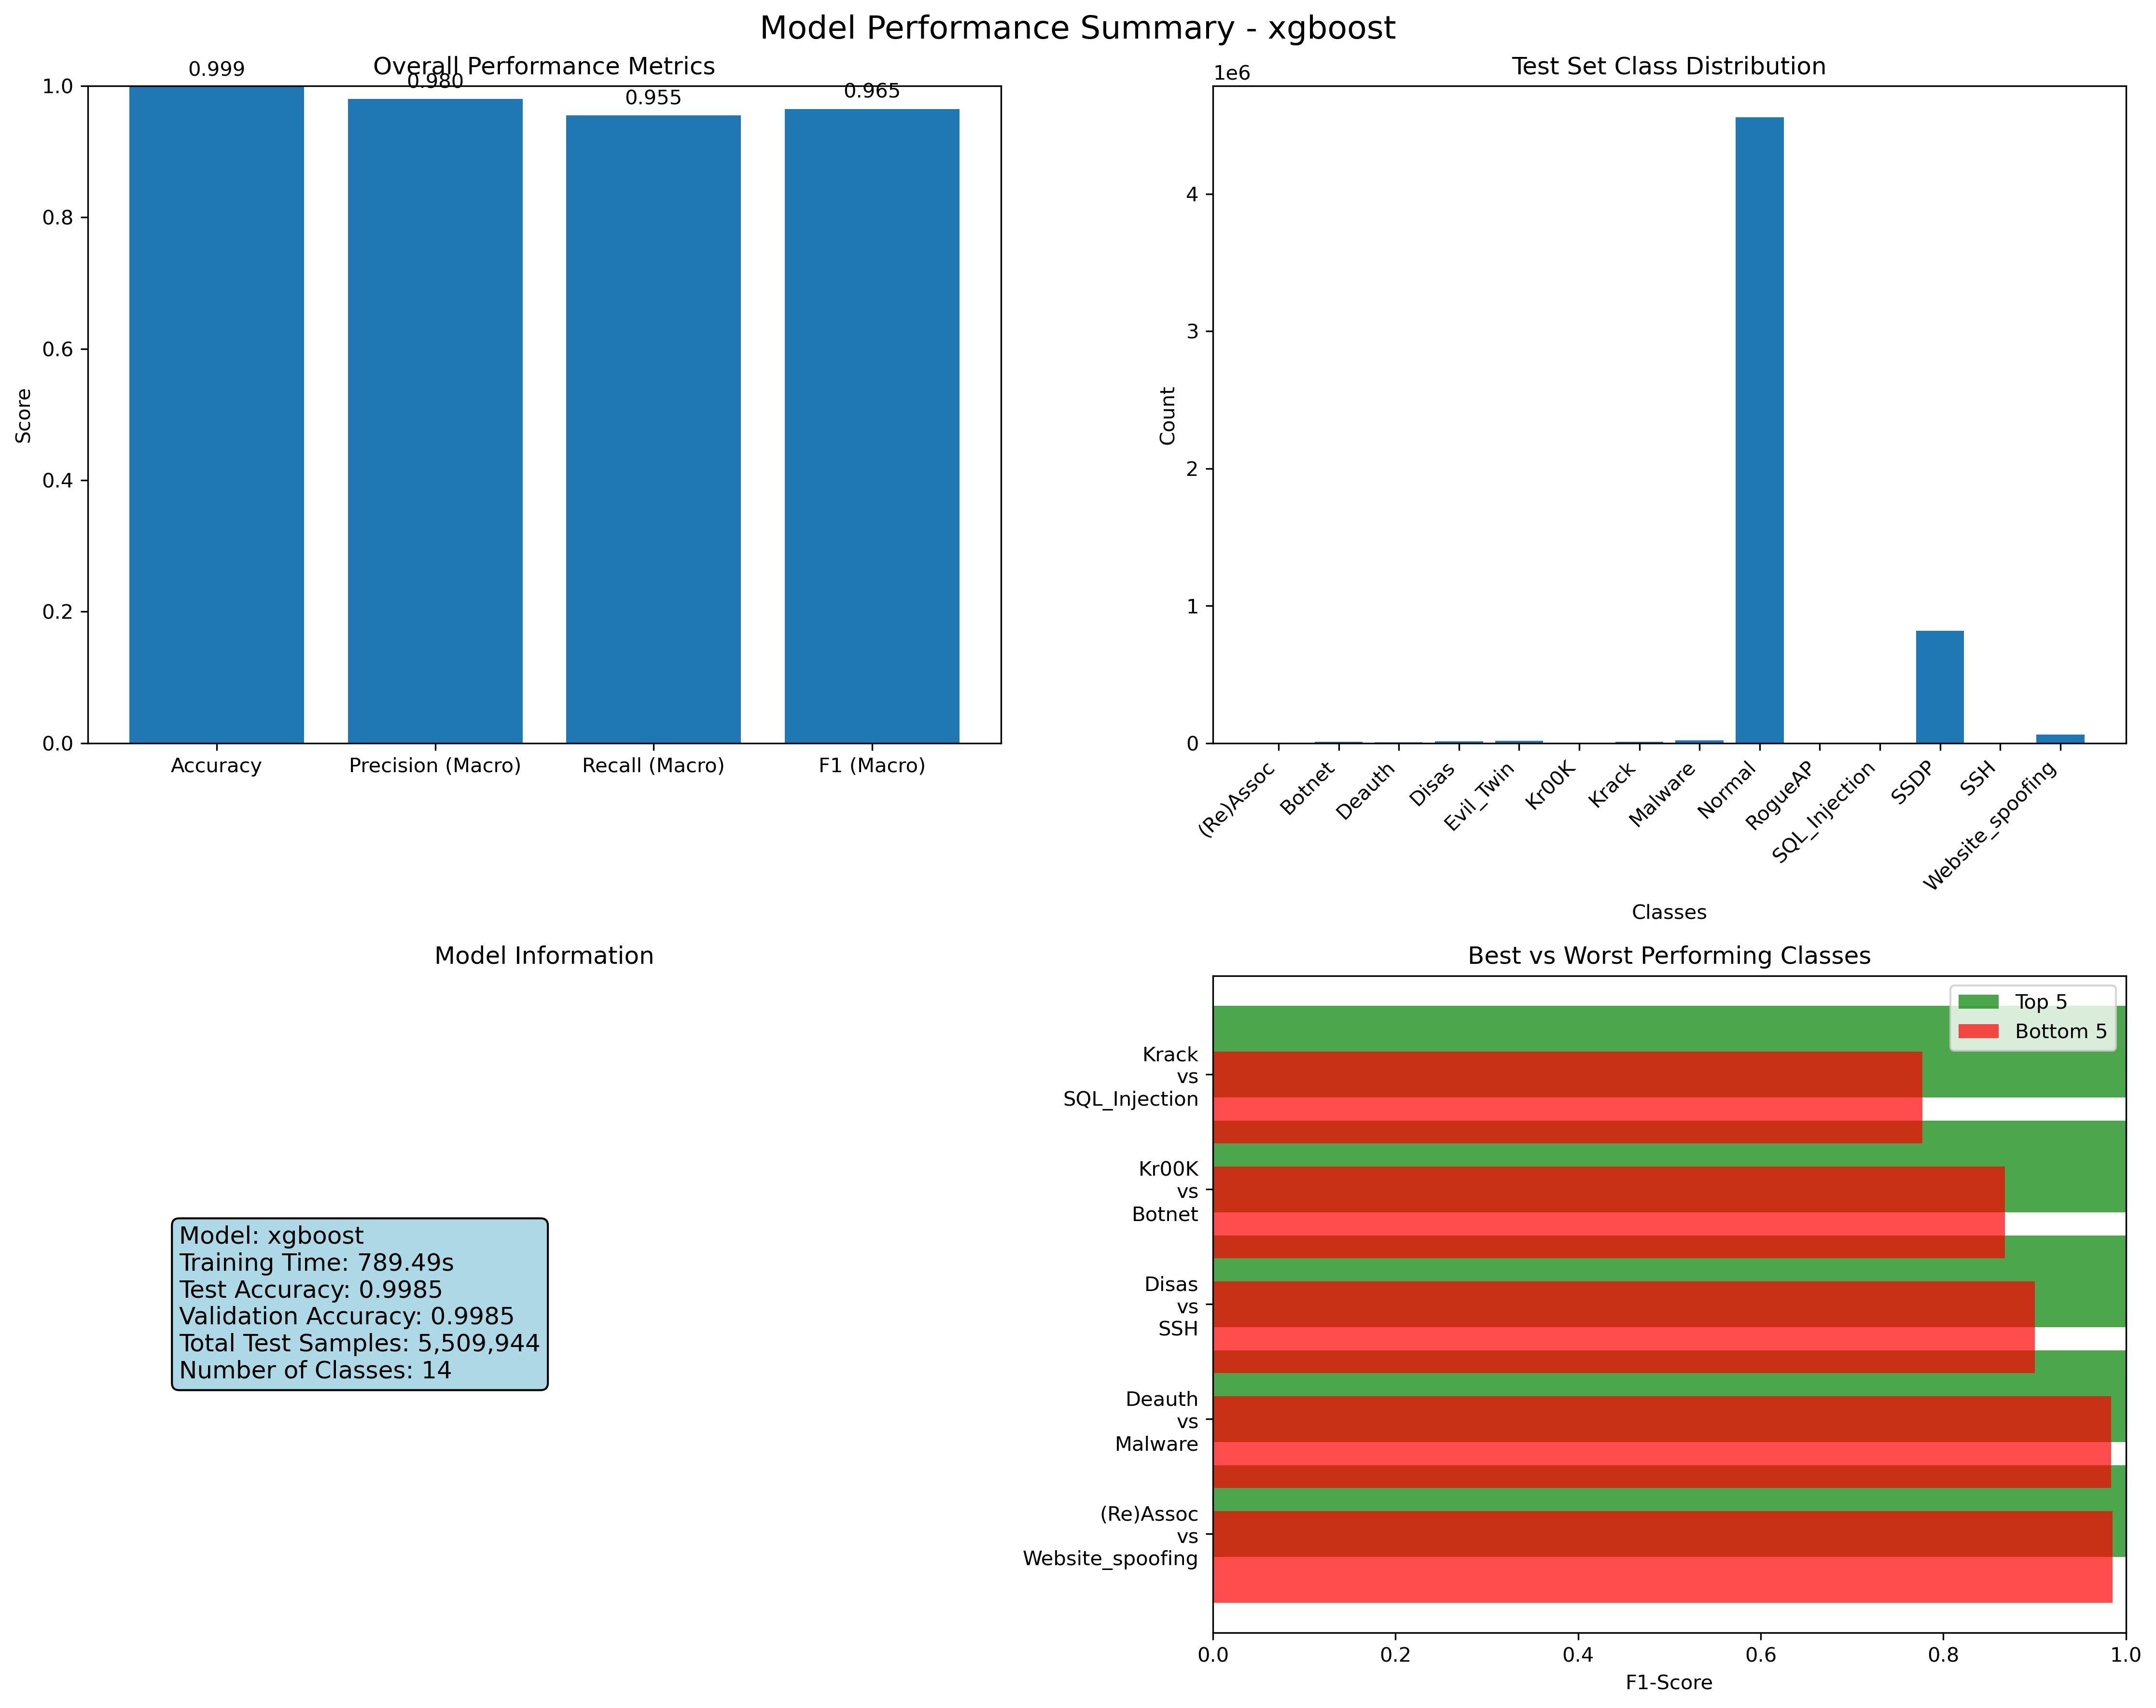 Model Performance Summary - xgboost
Overall Performance Metrics
0.999
0.980
0.955
0.965
1.0
0.8
0.6
0.4
0.2
0.0
Score
Accuracy
Precision (Macro)
Recall (Macro)
F1 (Macro)
Test Set Class Distribution
1e6
4
3
2
1
0
Count
(Re)Assoc
Botnet
Deauth
Disas
Evil_Twin
Kr00K
Krack
Malware
Normal
RogueAP
SQL_Injection
SSDP
SSH
Website_spoofing
Classes
Model Information
Model: xgboost
Training Time: 789.49s
Test Accuracy: 0.9985
Validation Accuracy: 0.9985
Total Test Samples: 5,509,944
Number of Classes: 14
Best vs Worst Performing Classes
Top 5
Bottom 5
Krack
vs
SQL_Injection
Kr00K
vs
Botnet
Disas
vs
SSH
Deauth
vs
Malware
(Re)Assoc
vs
Website_spoofing
0.0
0.2
0.4
0.6
0.8
1.0
F1-Score